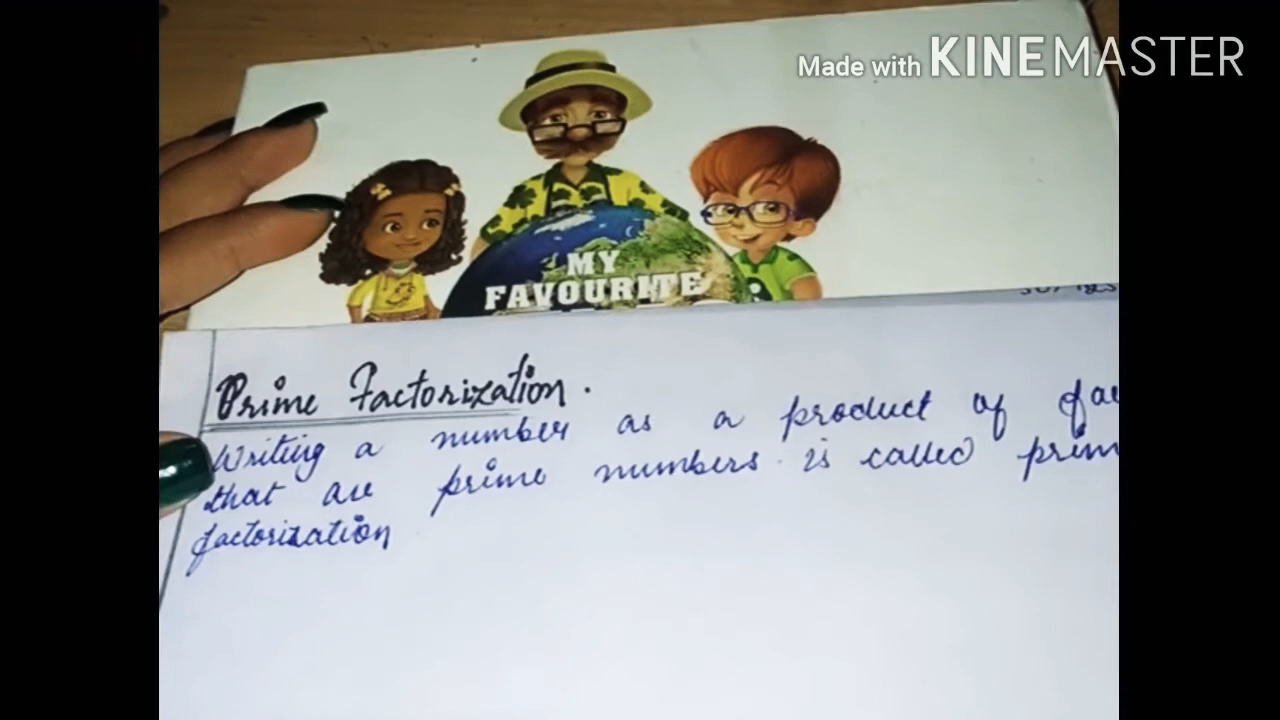 Made with KINEMASTER
MY
FAVOURITE
Prime Factorization.
Writing a number as a product of fac
that are prime numbers. is called prim
factorization